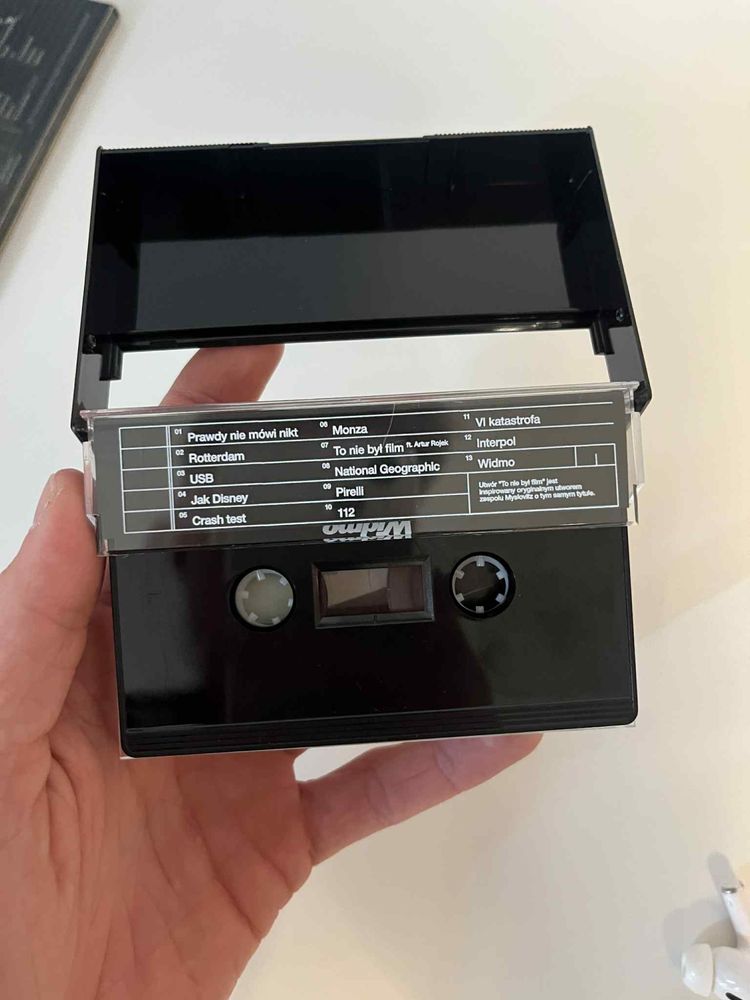 01 Prawdy nie mówi nikt
02 Rotterdam
03 USB
04 Jak Disney
05 Crash test
06 Monza
07 To nie był film ft. Artur Rojek
08 National Geographic
09 Pirelli
10 112
11 VI katastrofa
12 Interpol
13 Widmo
Utwór "To nie był film" jest
inspirowany oryginalnym utworem
zespołu Myslovitz o tym samym tytule.
Widmo